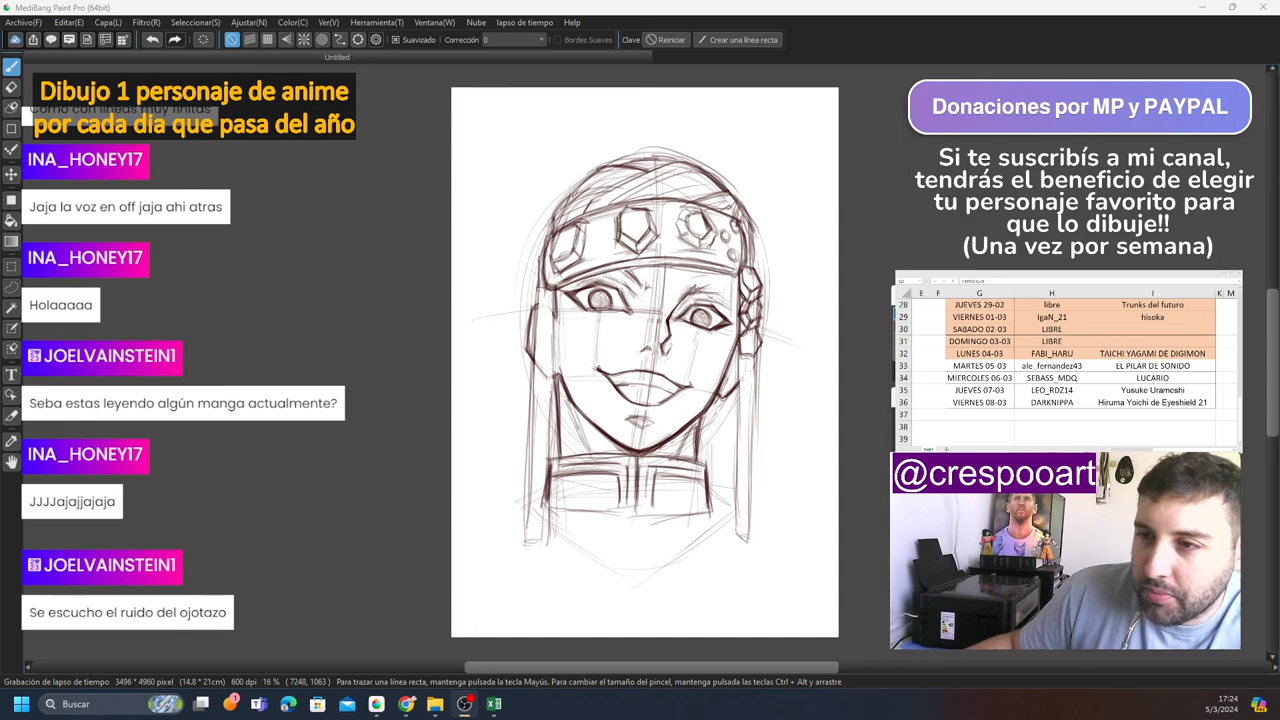 MediBang Paint Pro (64bit)
Archivo(F) Editar(E) Capa(L) Filtro(R) Seleccionar(S) Ajustar(N) Color(C) Ver(V) Herramienta(T) Ventana(W) Nube lapso de tiempo Help
Suavizado Corrección 0 Bordes Suaves Clave Reiniciar Crear una línea recta
Untitled
Dibujo 1 personaje de anime
Como con lineas muy finitas
por cada dia que pasa del año
INA_HONEY17
Jaja la voz en off jaja ahi atras
INA_HONEY17
Holaaaaa
JOELVAINSTEIN1
Seba estas leyendo algún manga actualmente?
INA_HONEY17
JJJJajajjajaja
JOELVAINSTEIN1
Se escucho el ruido del ojotazo
Donaciones por MP y PAYPAL
Si te suscribís a mi canal,
tendrás el beneficio de elegir
tu personaje favorito para
que lo dibuje!!
(Una vez por semana)
E F G H I K M
28 JUEVES 29-02 libre Trunks del futuro
29 VIERNES 01-03 IgaN_21 hisoka
30 SABADO 02-03 LIBRE
31 DOMINGO 03-03 LIBRE
32 LUNES 04-03 FABI_HARU TAICHI YAGAMI DE DIGIMON
33 MARTES 05-03 ale_fernandez43 EL PILAR DE SONIDO
34 MIERCOLES 06-03 SEBASS_MDQ LUCARIO
35 JUEVES 07-03 LEO_RDZ14 Yusuke Urameshi
36 VIERNES 08-03 DARKNIPPA Hiruma Yoichi de Eyeshield 21
37
38
39
@crespooart
Grabación de lapso de tiempo 3496 * 4960 píxel (14.8 * 21cm) 600 dpi 16 % ( 7248, 1063 ) Para trazar una línea recta, mantenga pulsada la tecla Mayús. Para cambiar el tamaño del pincel, mantenga pulsadas las teclas Ctrl + Alt y arrastre
Buscar
17:24
5/3/2024